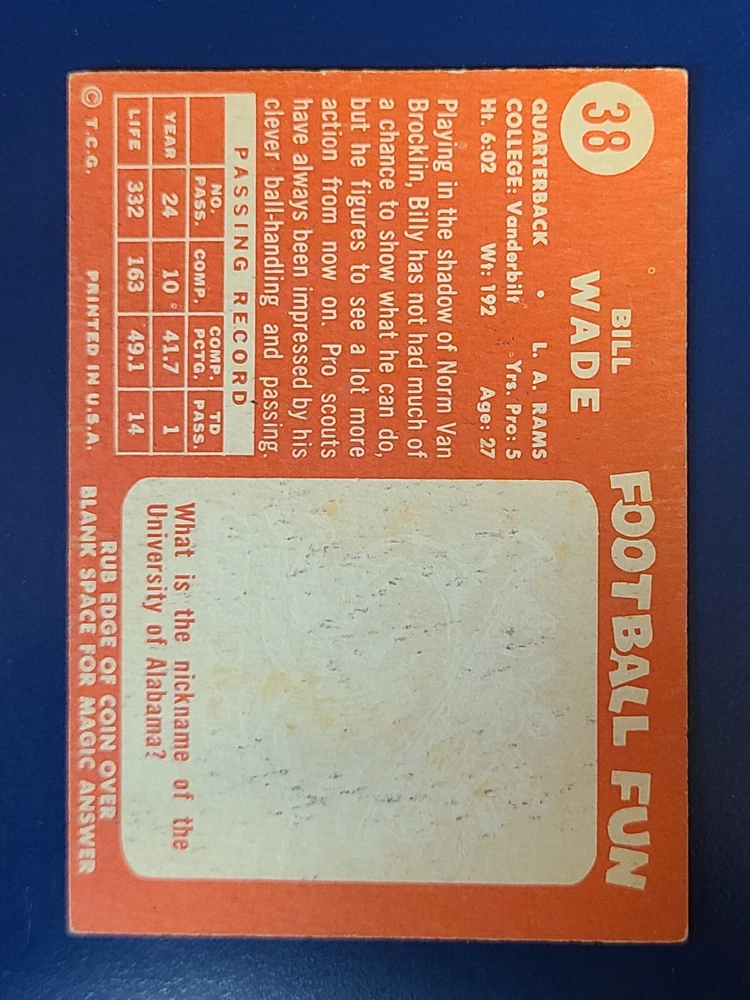 38
BILL
WADE
QUARTERBACK • L. A. RAMS
COLLEGE: Vanderbilt Yrs. Pro: 5
Ht. 6:02 Wt: 192 Age: 27
Playing in the shadow of Norm Van
Brocklin, Billy has not had much of
a chance to show what he can do,
but he figures to see a lot more
action from now on. Pro scouts
have always been impressed by his
clever ball-handling and passing.
PASSING RECORD
NO. PASS. COMP. COMP. PCTG. TD PASS.
YEAR 24 10 41.7 1
LIFE 332 163 49.1 14
© T.C.G. PRINTED IN U.S.A.
FOOTBALL FUN
What is the nickname of the
University of Alabama?
RUB EDGE OF COIN OVER
BLANK SPACE FOR MAGIC ANSWER